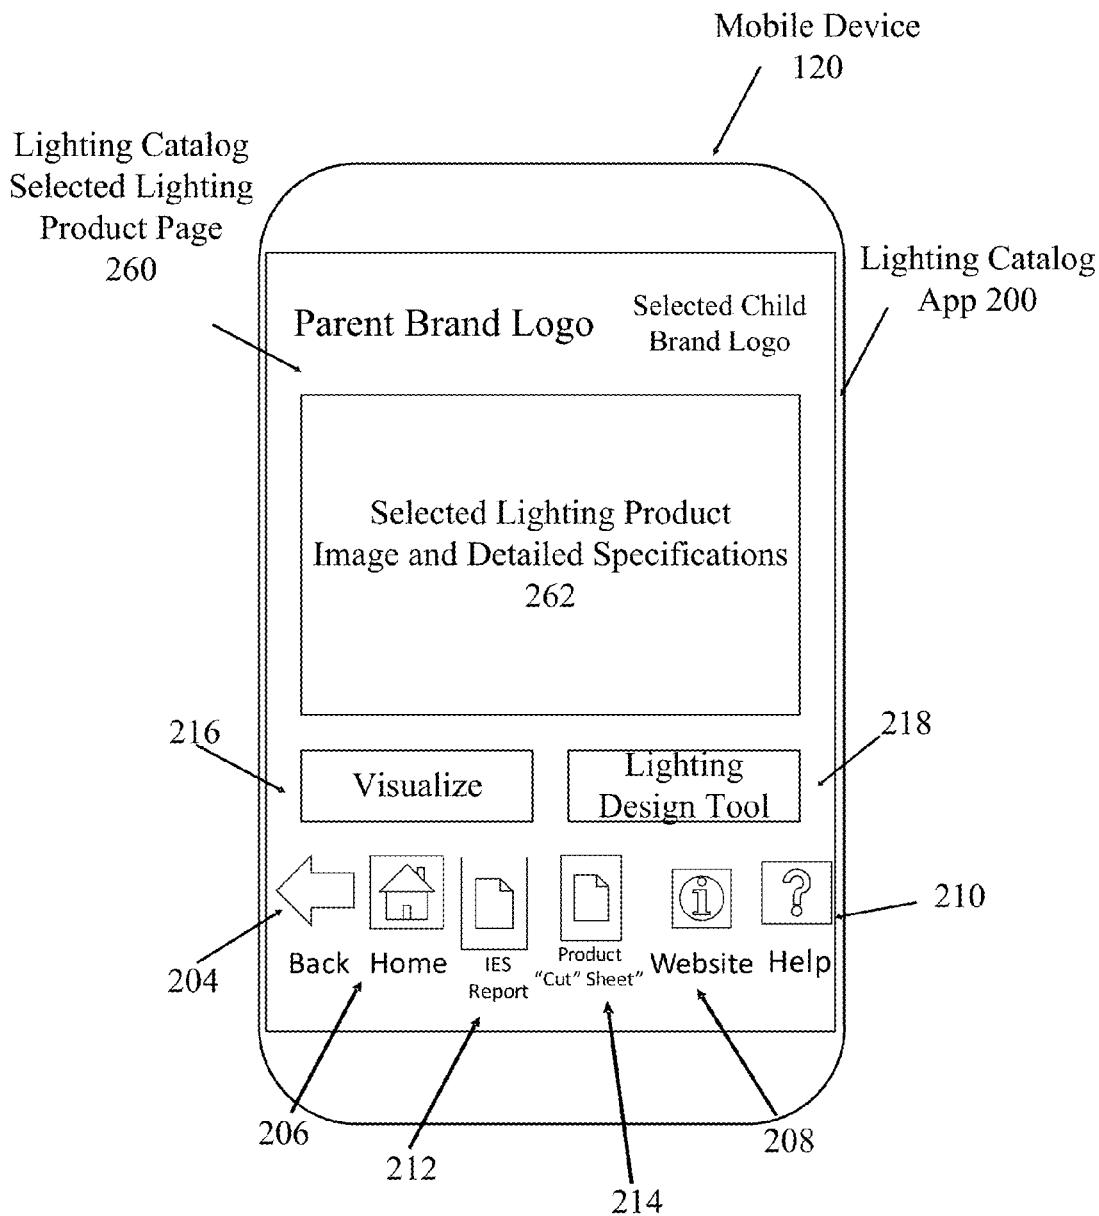 Mobile Device
120
Lighting Catalog
Selected Lighting
Product Page
260
Lighting Catalog
App 200
Parent Brand Logo
Selected Child
Brand Logo
Selected Lighting Product
Image and Detailed Specifications
262
216
218
Visualize
Lighting
Design Tool
210
204
Back
Home
IES
Report
Product
"Cut" Sheet"
Website
Help
206
212
214
208